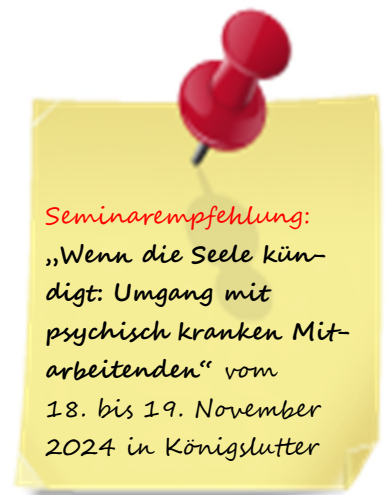 Seminarempfehlung:
„Wenn die Seele kün-
digt: Umgang mit
psychisch kranken Mit-
arbeitenden“ vom
18. bis 19. November
2024 in Königslutter